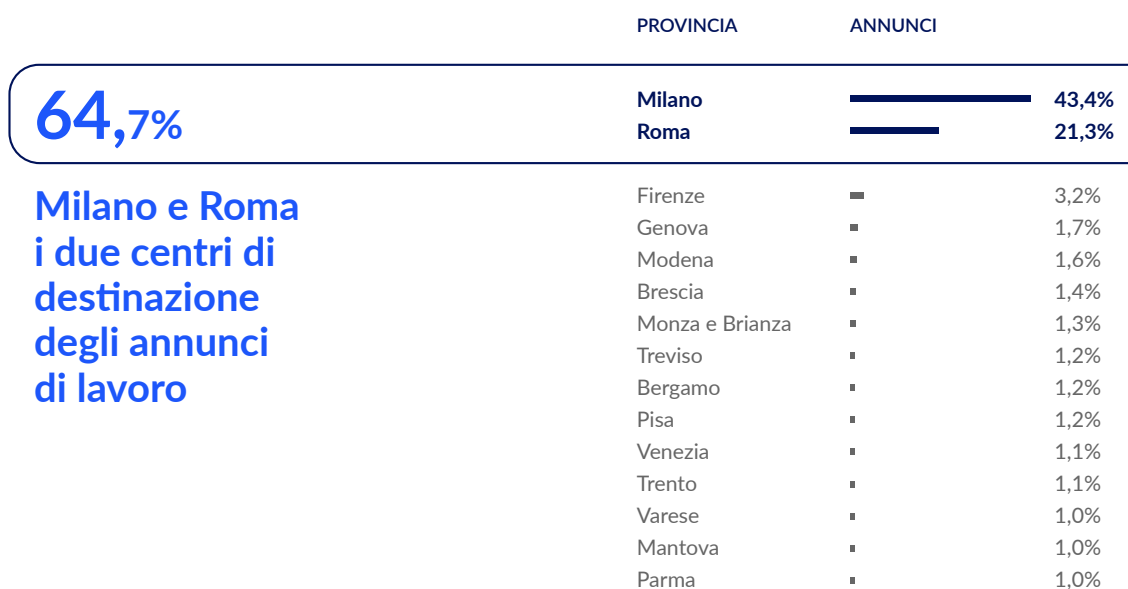 PROVINCIA ANNUNCI
64,7%
Milano 43,4%
Roma 21,3%
Milano e Roma
i due centri di
destinazione
degli annunci
di lavoro
Firenze 3,2%
Genova 1,7%
Modena 1,6%
Brescia 1,4%
Monza e Brianza 1,3%
Treviso 1,2%
Bergamo 1,2%
Pisa 1,2%
Venezia 1,1%
Trento 1,1%
Varese 1,0%
Mantova 1,0%
Parma 1,0%